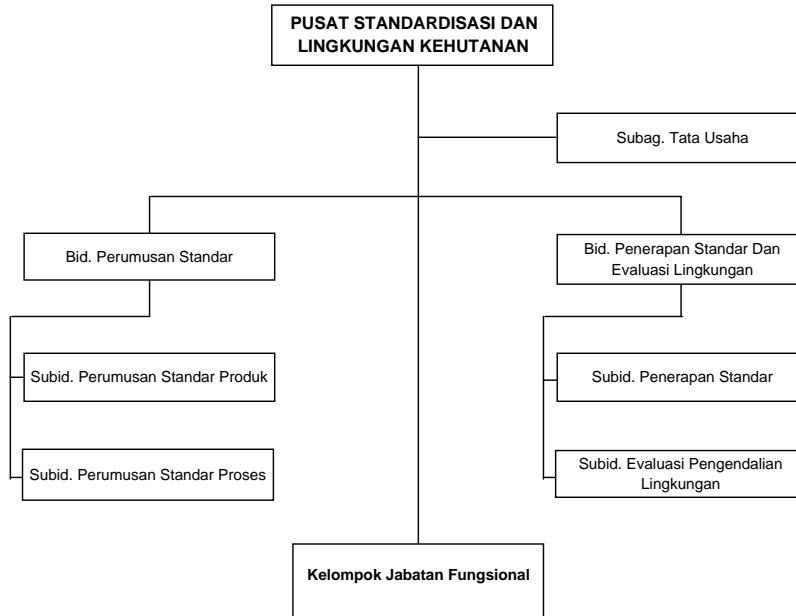 PUSAT STANDARDISASI DAN
LINGKUNGAN KEHUTANAN
Subag. Tata Usaha
Bid. Perumusan Standar
Bid. Penerapan Standar Dan
Evaluasi Lingkungan
Subid. Perumusan Standar Produk
Subid. Penerapan Standar
Subid. Perumusan Standar Proses
Subid. Evaluasi Pengendalian
Lingkungan
Kelompok Jabatan Fungsional